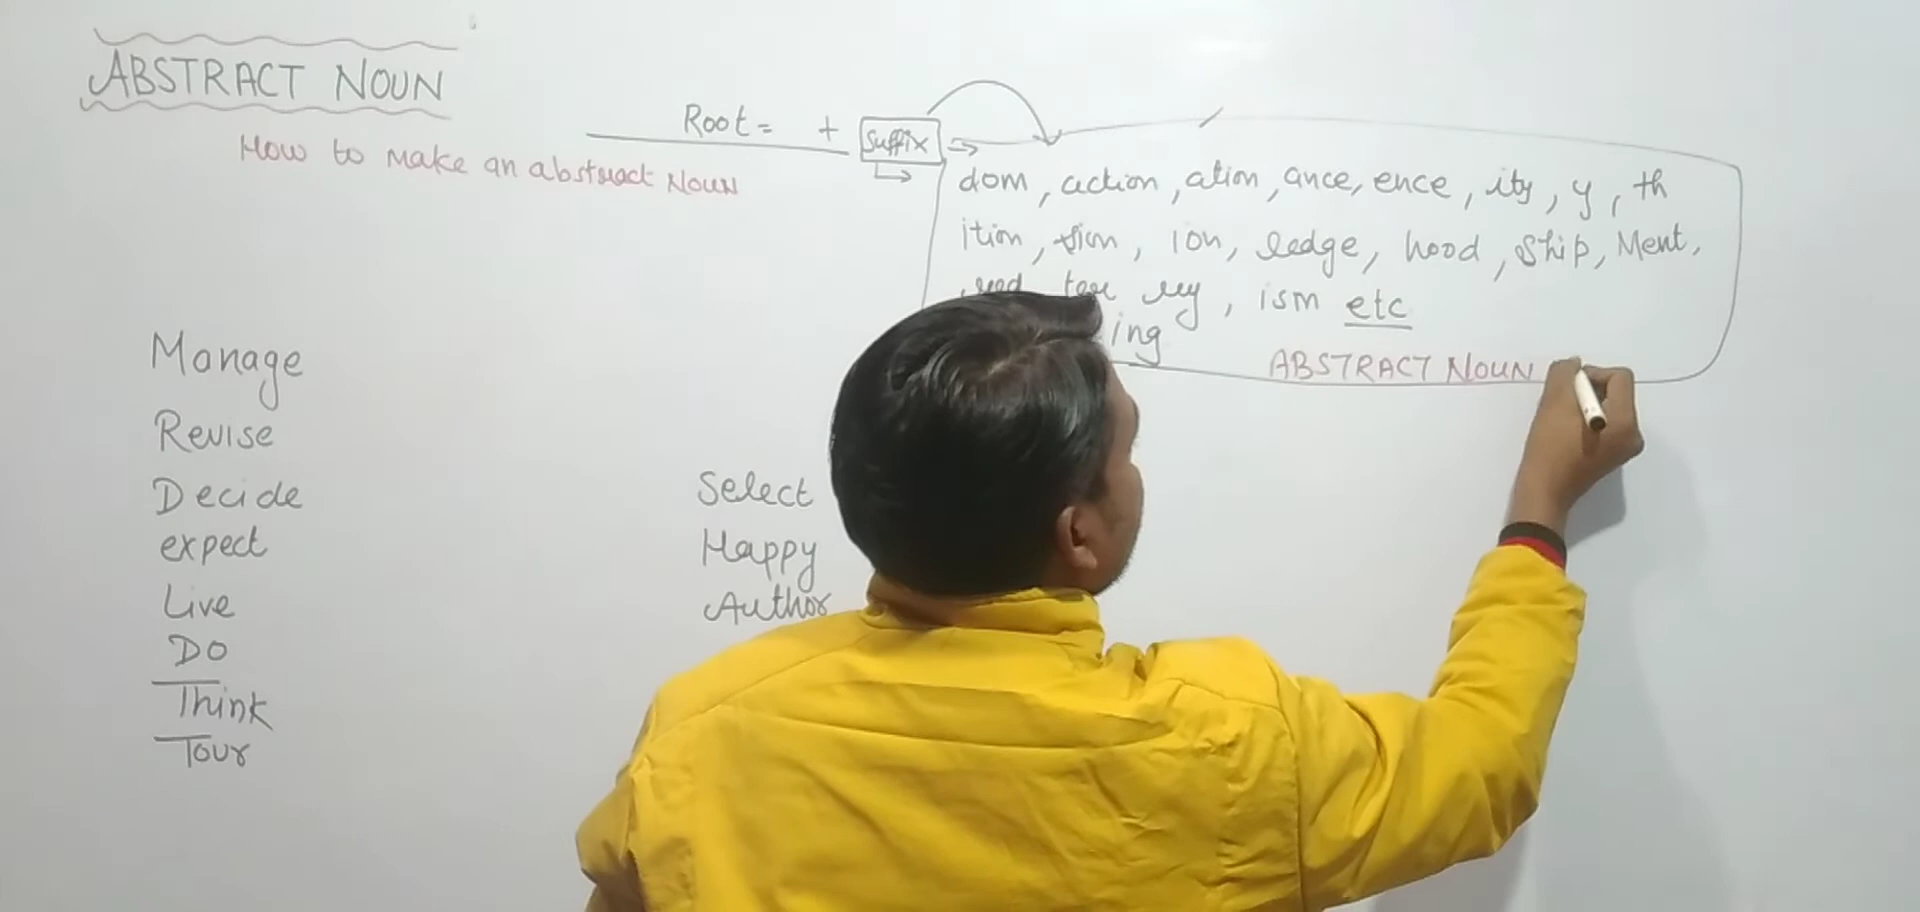 ABSTRACT NOUN
How to Make an abstract Noun
Root = + Suffix
dom, action, ation, ance, ence, ity, y, th
ition, sion, ion, ledge, hood, ship, Ment,
ery, ism etc
ing
ABSTRACT NOUN
Manage
Revise
Decide
expect
Live
Do
Think
Tour
Select
Happy
Author